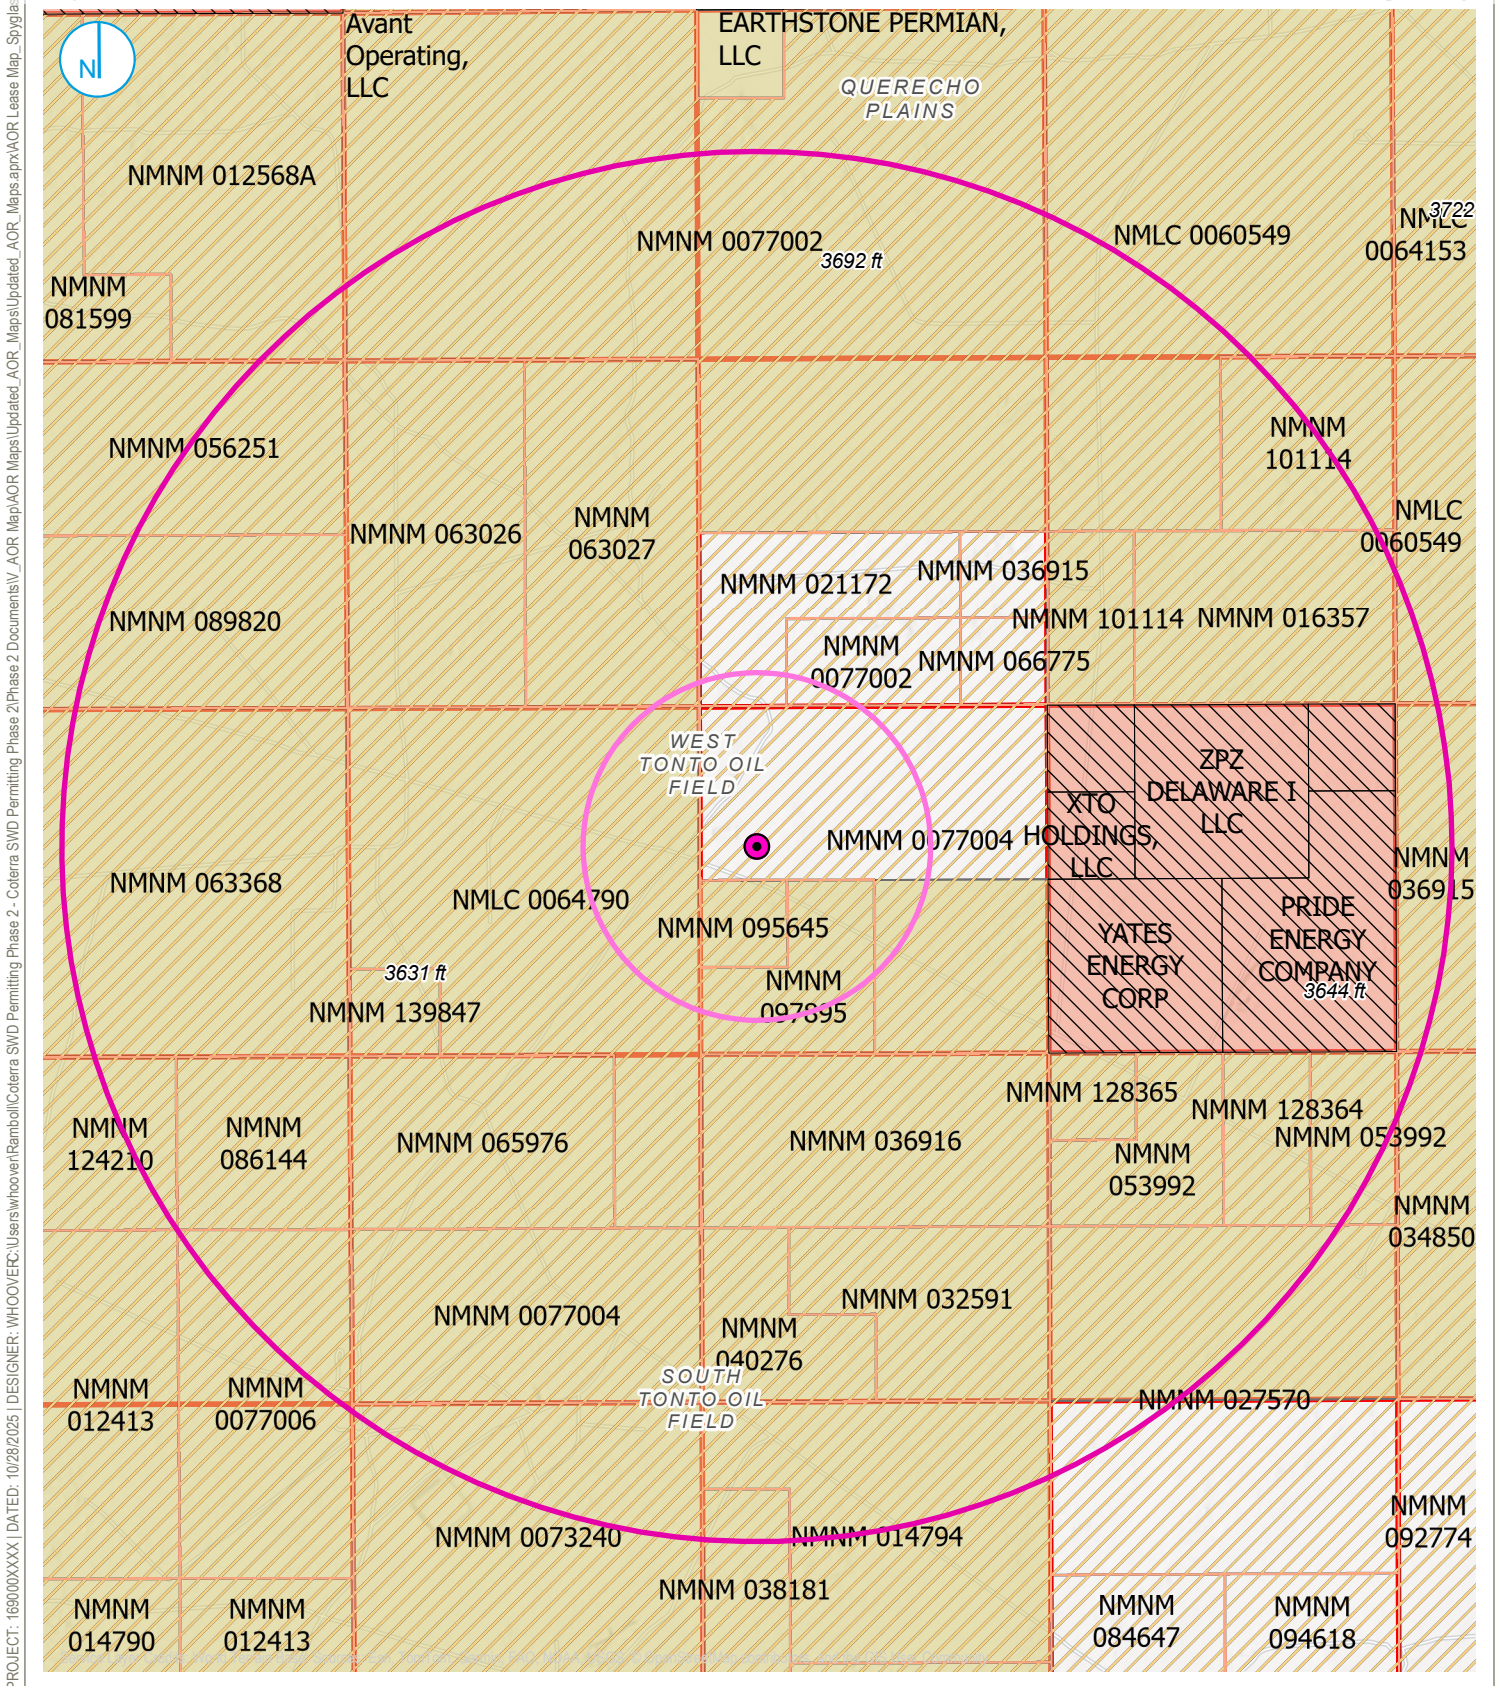 PROJECT: 169000XXXX | DATED: 10/28/2025 | DESIGNER: WHOOVER
N
Avant
Operating,
LLC
EARTHSTONE PERMIAN,
LLC
QUERECHO
PLAINS
NMNM 012568A
NMNM 0077002
3692 ft
NMLC 0060549
3722
NMLC
0064153
NMNM
081599
NMNM 056251
NMNM
101114
NMNM 063026
NMNM
063027
NMLC
0060549
NMNM 021172
NMNM 036915
NMNM 089820
NMNM 101114
NMNM 016357
NMNM
0077002
NMNM 066775
WEST
TONTO OIL
FIELD
ZPZ
DELAWARE I
LLC
XTO
HOLDINGS,
LLC
NMNM 0077004
NMNM
036915
NMNM 063368
NMLC 0064790
NMNM 095645
PRIDE
ENERGY
COMPANY
3644 ft
YATES
ENERGY
CORP
3631 ft
NMNM
097895
NMNM 139847
NMNM 128365
NMNM 128364
NMNM 053992
NMNM
124210
NMNM
086144
NMNM 065976
NMNM 036916
NMNM
053992
NMNM
034850
NMNM 0077004
NMNM 032591
NMNM
040276
SOUTH
TONTO OIL
FIELD
NMNM
012413
NMNM
0077006
NMNM 027570
NMNM
092774
NMNM 0073240
NMNM 014794
NMNM 038181
NMNM
014790
NMNM
012413
NMNM
084647
NMNM
094618